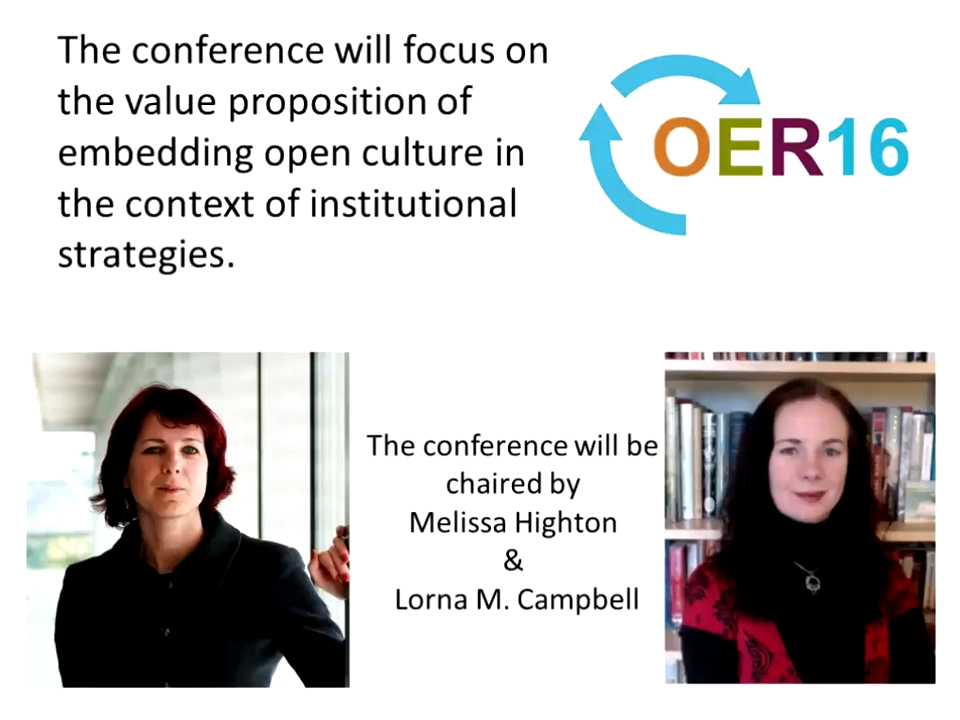 The conference will focus on
the value proposition of
embedding open culture in
the context of institutional
strategies.
OER16
The conference will be
chaired by
Melissa Highton
&
Lorna M. Campbell